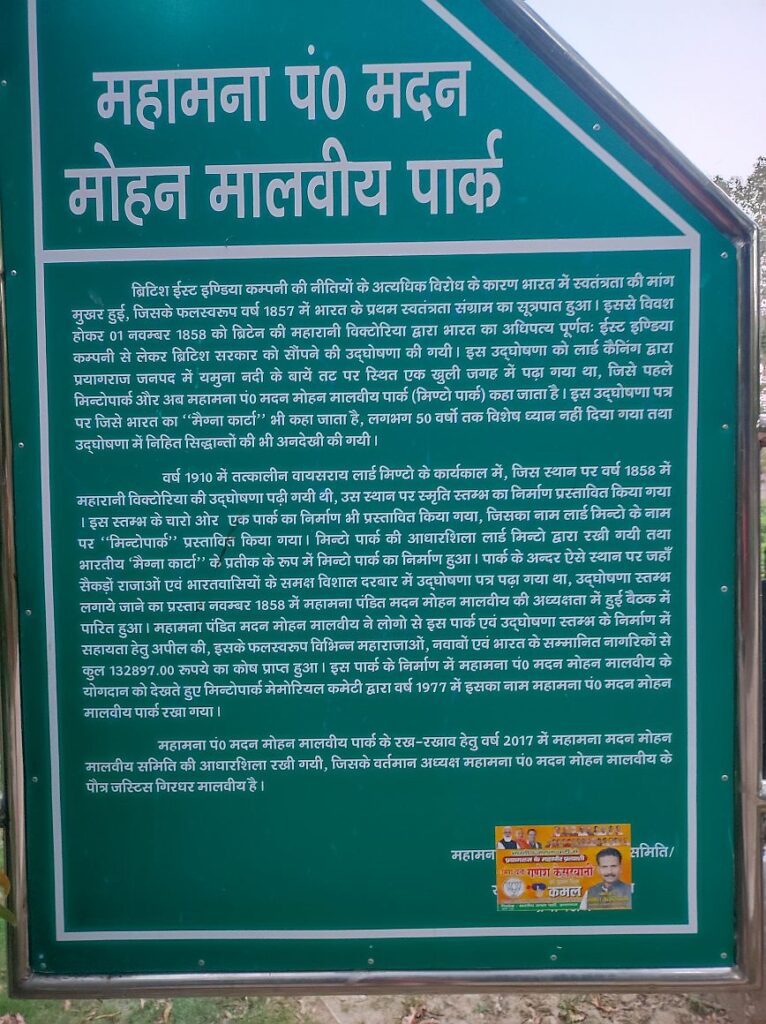 महामना पं0 मदन
मोहन मालवीय पार्क
ब्रिटिश ईस्ट इण्डिया कम्पनी की नीतियों के अत्यधिक विरोध के कारण भारत में स्वतंत्रता की मांग
मुखर हुई, जिसके फलस्वरुप वर्ष 1857 में भारत के प्रथम स्वतंत्रता संग्राम का सूत्रपात हुआ। इससे विवश
होकर 01 नवम्बर 1858 को ब्रिटेन की महारानी विक्टोरिया द्वारा भारत का अधिपत्य पूर्णतः ईस्ट इण्डिया
कम्पनी से लेकर ब्रिटिश सरकार को सौंपने की उद्घोषणा की गयी। इस उद्घोषणा को लार्ड कैनिंग द्वारा
प्रयागराज जनपद में यमुना नदी के बायें तट पर स्थित एक खुली जगह में पढ़ा गया था, जिसे पहले
मिन्टोपार्क और अब महामना पं0 मदन मोहन मालवीय पार्क (मिण्टो पार्क) कहा जाता है। इस उद्घोषणा पत्र
पर जिसे भारत का ‘‘मैग्ना कार्टा’’ भी कहा जाता है, लगभग 50 वर्षो तक विशेष ध्यान नहीं दिया गया तथा
उद्घोषणा में निहित सिद्धान्तों की भी अनदेखी की गयी।
वर्ष 1910 में तत्कालीन वायसराय लार्ड मिण्टो के कार्यकाल में, जिस स्थान पर वर्ष 1858 में
महारानी विक्टोरिया की उद्घोषणा पढ़ी गयी थी, उस स्थान पर स्मृति स्तम्भ का निर्माण प्रस्तावित किया गया
। इस स्तम्भ के चारो ओर एक पार्क का निर्माण भी प्रस्तावित किया गया, जिसका नाम लार्ड मिन्टो के नाम
पर ‘‘मिन्टोपार्क’’ प्रस्तावित किया गया। मिन्टो पार्क की आधारशिला लार्ड मिन्टो द्वारा रखी गयी तथा
भारतीय ‘मैग्ना कार्टा’’ के प्रतीक के रूप में मिन्टो पार्क का निर्माण हुआ। पार्क के अन्दर ऐसे स्थान पर जहाँ
सैकड़ों राजाओं एवं भारतवासियों के समक्ष विशाल दरबार में उद्घोषणा पत्र पढ़ा गया था, उद्घोषणा स्तम्भ
लगाये जाने का प्रस्ताव नवम्बर 1858 में महामना पंडित मदन मोहन मालवीय की अध्यक्षता में हुई बैठक में
पारित हुआ। महामना पंडित मदन मोहन मालवीय ने लोगो से इस पार्क एवं उद्घोषणा स्तम्भ के निर्माण में
सहायता हेतु अपील की, इसके फलस्वरुप विभिन्न महाराजाओं, नवाबों एवं भारत के सम्मानित नागरिकों से
कुल 132897.00 रूपये का कोष प्राप्त हुआ। इस पार्क के निर्माण में महामना पं0 मदन मोहन मालवीय के
योगदान को देखते हुए मिन्टोपार्क मेमोरियल कमेटी द्वारा वर्ष 1977 में इसका नाम महामना पं0 मदन मोहन
मालवीय पार्क रखा गया।
महामना पं0 मदन मोहन मालवीय पार्क के रख-रखाव हेतु वर्ष 2017 में महामना मदन मोहन
मालवीय समिति की आधारशिला रखी गयी, जिसके वर्तमान अध्यक्ष महामना पं0 मदन मोहन मालवीय के
पौत्र जस्टिस गिरधर मालवीय है।
महामना समिति/
प्रयागराज के महापौर प्रत्याशी
गणेश केसरवानी
कमल